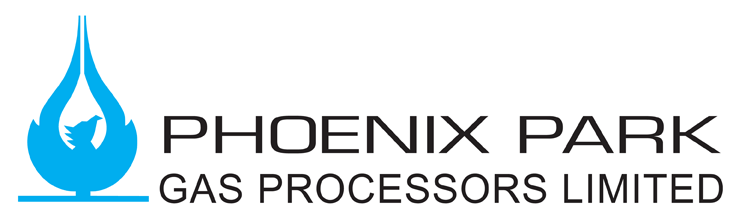 PHOENIX PARK
GAS PROCESSORS LIMITED